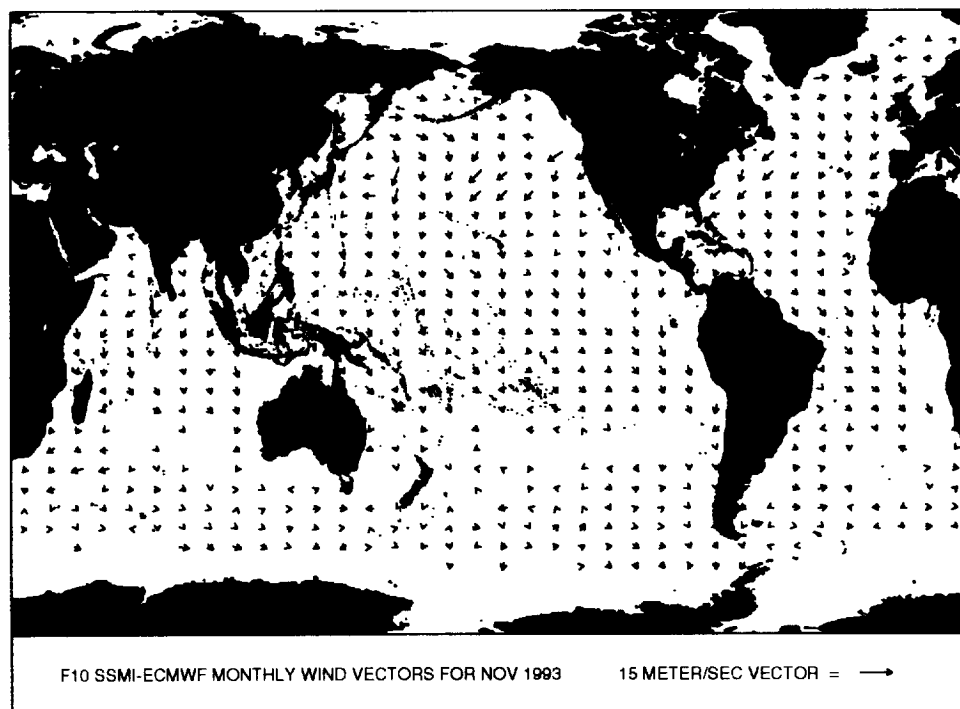 F10 SSMI-ECMWF MONTHLY WIND VECTORS FOR NOV 1993 15 METER/SEC VECTOR =